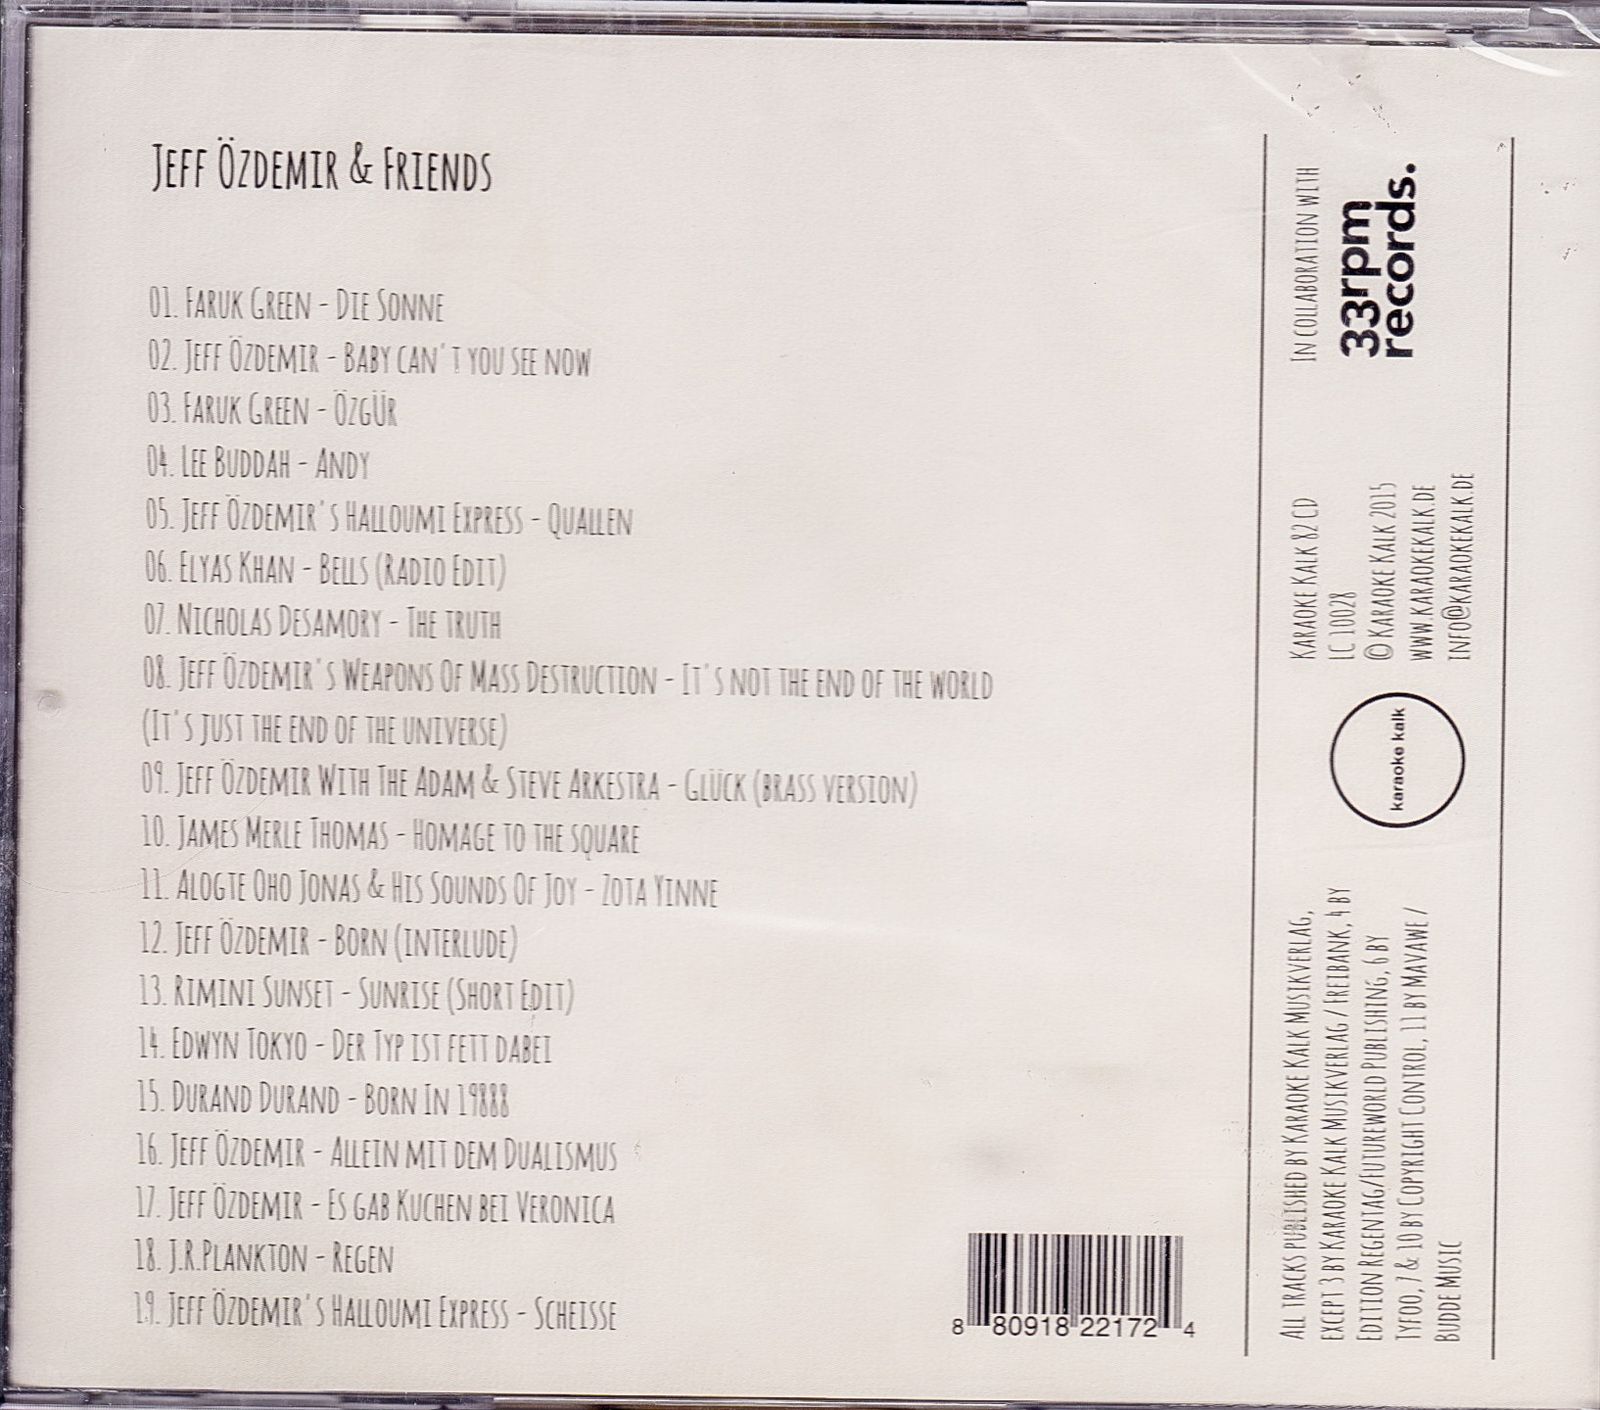 Jeff Özdemir & Friends
01. Faruk Green - Die Sonne
02. Jeff Özdemir - Baby can't you see now
03. Faruk Green - Özgür
04. Lee Buddah - Andy
05. Jeff Özdemir's Halloumi Express - Quallen
06. Elyas Khan - Bells (Radio Edit)
07. Nicholas Desamory - The truth
08. Jeff Özdemir's Weapons Of Mass Destruction - It's not the end of the world
(It's just the end of the universe)
09. Jeff Özdemir With The Adam & Steve Arkestra - Glück (brass version)
10. James Merle Thomas - Homage to the square
11. Alogte Oho Jonas & His Sounds Of Joy - Zota Yinne
12. Jeff Özdemir - Born (interlude)
13. Rimini Sunset - Sunrise (Short Edit)
14. Edwyn Tokyo - Der Typ ist fett dabei
15. Durand Durand - Born In 19888
16. Jeff Özdemir - Allein mit dem Dualismus
17. Jeff Özdemir - Es gab Kuchen bei Veronica
18. J.R.Plankton - Regen
19. Jeff Özdemir's Halloumi Express - Scheisse
8 80918 22172 4
All tracks published by Karaoke Kalk Musikverlag,
except 3 by Karaoke Kalk Musikverlag / Freibank, 4 by
Edition Regentag/Futureworld Publishing, 6 by
Tyfoo, 7 & 10 by Copyright Control, 11 by Mavawe /
Budde Music
karaoke kalk
Karaoke Kalk 82 CD
LC 10028
© Karaoke Kalk 2015
www.karaokekalk.de
info@karaokekalk.de
In collaboration with
33rpm
records.